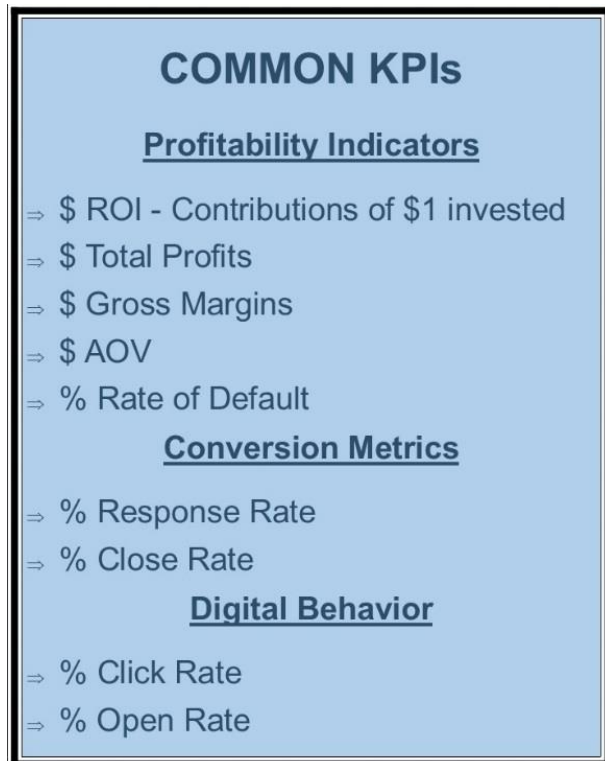 COMMON KPIs
Profitability Indicators
⇒ $ ROI - Contributions of $1 invested
⇒ $ Total Profits
⇒ $ Gross Margins
⇒ $ AOV
⇒ % Rate of Default
Conversion Metrics
⇒ % Response Rate
⇒ % Close Rate
Digital Behavior
⇒ % Click Rate
⇒ % Open Rate